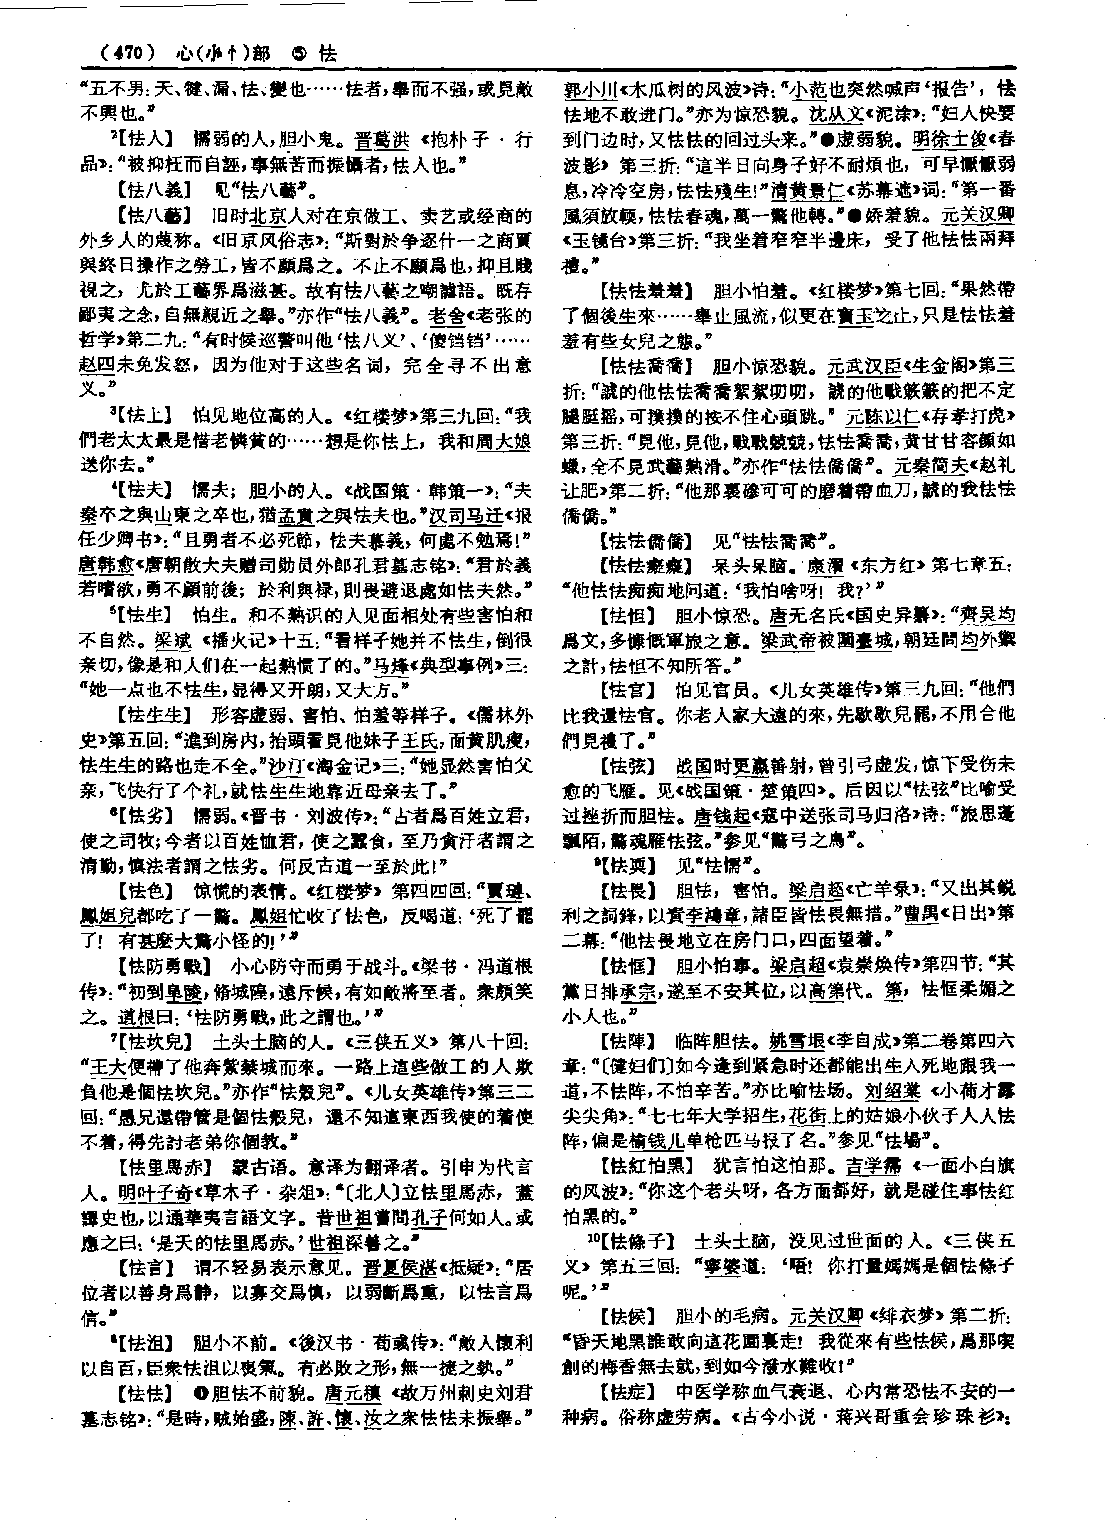 (470) 心(㣺忄)部 ⑤ 怯
“五不男：天、犍、漏、怯、變也……怯者，舉而不强，或見敵
不興也。”
²【怯人】 懦弱的人，胆小鬼。晋葛洪《抱朴子·行
品》：“被抑枉而自誣，事無苦而振懾者，怯人也。”
【怯八義】 见“怯八藝”。
【怯八藝】 旧时北京人对在京做工、卖艺或经商的
外乡人的蔑称。《旧京风俗志》：“斯對於争逐什一之商賈
與終日操作之勞工，皆不願爲之。不止不願爲也，抑且賤
視之，尤於工藝界爲滋甚。故有怯八藝之嘲謔語。既存
鄙夷之念，自無親近之舉。”亦作“怯八義”。老舍《老张的
哲学》第二九：“有时候巡警叫他‘怯八义’、‘傻铛铛’……
赵四未免发怒，因为他对于这些名词，完全寻不出意
义。”
³【怯上】 怕见地位高的人。《红楼梦》第三九回：“我
們老太太最是惜老憐貧的……想是你怯上，我和周大娘
送你去。”
⁴【怯夫】 懦夫；胆小的人。《战国策·韩策一》：“夫
秦卒之與山東之卒也，猶孟賁之與怯夫也。”汉司马迁《报
任少卿书》：“且勇者不必死節，怯夫慕義，何處不勉焉！”
唐韩愈《唐朝散大夫赠司勋员外郎孔君墓志铭》：“君於義
若嗜欲，勇不顧前後；於利與禄，則畏避退處如怯夫然。”
⁵【怯生】 怕生。和不熟识的人见面相处有些害怕和
不自然。梁斌《播火记》十五：“看样子她并不怯生，倒很
亲切，像是和人们在一起熟惯了的。”马烽《典型事例》三：
“她一点也不怯生，显得又开朗，又大方。”
【怯生生】 形容虚弱、害怕、怕羞等样子。《儒林外
史》第五回：“進到房内，抬頭看見他妹子王氏，面黄肌瘦，
怯生生的路也走不全。”沙汀《淘金记》三：“她显然害怕父
亲，飞快行了个礼，就怯生生地靠近母亲去了。”
⁶【怯劣】 懦弱。《晋书·刘波传》：“古者爲百姓立君，
使之司牧；今者以百姓恤君，使之蠶食，至乃貪汙者謂之
清勤，慎法者謂之怯劣。何反古道一至於此！”
【怯色】 惊慌的表情。《红楼梦》第四四回：“賈璉、
鳳姐兒都吃了一驚。鳳姐忙收了怯色，反喝道：‘死了罷
了！有甚麽大驚小怪的！’”
【怯防勇戰】 小心防守而勇于战斗。《梁书·冯道根
传》：“初到阜陵，脩城隍，遠斥候，有如敵將至者。衆頗笑
之。道根曰：‘怯防勇戰，此之謂也。’”
⁷【怯坎兒】 土头土脑的人。《三侠五义》第八十回：
“王大便帶了他奔紫禁城而來。一路上這些做工的人欺
負他是個怯坎兒。”亦作“怯殼兒”。《儿女英雄传》第三二
回：“愚兄還帶管是個怯殼兒，還不知這東西我使的着使
不着，得先討老弟你個教。”
【怯里馬赤】 蒙古语。意译为翻译者。引申为代言
人。明叶子奇《草木子·杂俎》：“〔北人〕立怯里馬赤，蓋
譯史也，以通華夷言語文字。昔世祖嘗問孔子何如人。或
應之曰：‘是天的怯里馬赤。’世祖深善之。”
【怯言】 谓不轻易表示意见。晋夏侯湛《抵疑》：“居
位者以善身爲静，以寡交爲慎，以弱斷爲重，以怯言爲
信。”
⁸【怯沮】 胆小不前。《後汉书·荀彧传》：“敵人懷利
以自百，臣衆怯沮以喪氣。有必敗之形，無一捷之埶。”
【怯怯】 ❶胆怯不前貌。唐元稹《故万州刺史刘君
墓志铭》：“是時，賊始盛，陳、許、懷、汝之衆怯怯未振舉。”
郭小川《木瓜树的风波》诗：“小范也突然喊声‘报告’，怯
怯地不敢进门。”亦为惊恐貌。沈从文《泥涂》：“妇人快要
到门边时，又怯怯的回过头来。”❷虚弱貌。明徐士俊《春
波影》第三折：“這半日向身子好不耐煩也，可早懨懨弱
息，冷冷空房，怯怯殘生！”清黄景仁《苏幕遮》词：“第一番
風須放輭，怯怯春魂，萬一驚他轉。”❸娇羞貌。元关汉卿
《玉镜台》第三折：“我坐着窄窄半邊床，受了他怯怯兩拜
禮。”
【怯怯羞羞】 胆小怕羞。《红楼梦》第七回：“果然帶
了個後生來……舉止風流，似更在寶玉之上，只是怯怯羞
羞有些女兒之態。”
【怯怯喬喬】 胆小惊恐貌。元武汉臣《生金阁》第三
折：“諕的他怯怯喬喬絮絮叨叨，諕的他戰簌簌的把不定
腿脡摇，可撲撲的按不住心頭跳。”元陈以仁《存孝打虎》
第三折：“見他，見他，戰戰兢兢，怯怯喬喬，黄甘甘容顔如
蠟，全不見武藝熟滑。”亦作“怯怯僑僑”。元秦简夫《赵礼
让肥》第二折：“他那裏磣可可的磨着帶血刀，諕的我怯怯
僑僑。”
【怯怯僑僑】 见“怯怯喬喬”。
【怯怯癡癡】 呆头呆脑。康濯《东方红》第七章五：
“他怯怯痴痴地问道：‘我怕啥呀！我？’”
【怯怛】 胆小惊恐。唐无名氏《国史异纂》：“齊吴均
爲文，多慷慨軍旅之意。梁武帝被圍臺城，朝廷問均外禦
之計，怯怛不知所答。”
【怯官】 怕见官员。《儿女英雄传》第三九回：“他們
比我還怯官。你老人家大遠的來，先歇歇兒罷，不用合他
們見禮了。”
【怯弦】 战国时更羸善射，曾引弓虚发，惊下受伤未
愈的飞雁。见《战国策·楚策四》。后因以“怯弦”比喻受
过挫折而胆怯。唐钱起《寇中送张司马归洛》诗：“旅思蓬
飄陌，驚魂雁怯弦。”参见“驚弓之鳥”。
⁹【怯耎】 见“怯懦”。
【怯畏】 胆怯，害怕。梁启超《亡羊录》：“又出其鋭
利之詞鋒，以責李鴻章，諸臣皆怯畏無措。”曹禺《日出》第
二幕：“他怯畏地立在房门口，四面望着。”
【怯恇】 胆小怕事。梁启超《袁崇焕传》第四节：“其
黨日排承宗，遂至不安其位，以高第代。第，怯恇柔媚之
小人也。”
【怯陣】 临阵胆怯。姚雪垠《李自成》第二卷第四六
章：“〔健妇们〕如今逢到紧急时还都能出生入死地跟我一
道，不怯阵，不怕辛苦。”亦比喻怯场。刘绍棠《小荷才露
尖尖角》：“七七年大学招生，花街上的姑娘小伙子人人怯
阵，偏是榆钱儿单枪匹马报了名。”参见“怯場”。
【怯紅怕黑】 犹言怕这怕那。吉学霈《一面小白旗
的风波》：“你这个老头呀，各方面都好，就是碰住事怯红
怕黑的。”
¹⁰【怯條子】 土头土脑，没见过世面的人。《三侠五
义》第五三回：“寧婆道：‘唔！你打量媽媽是個怯條子
呢。’”
【怯候】 胆小的毛病。元关汉卿《绯衣梦》第二折：
“昏天地黑誰敢向這花園裏走！我從來有些怯候，爲那喫
創的梅香無去就，到如今潑水難收！”
【怯症】 中医学称血气衰退、心内常恐怯不安的一
种病。俗称虚劳病。《古今小说·蒋兴哥重会珍珠衫》：